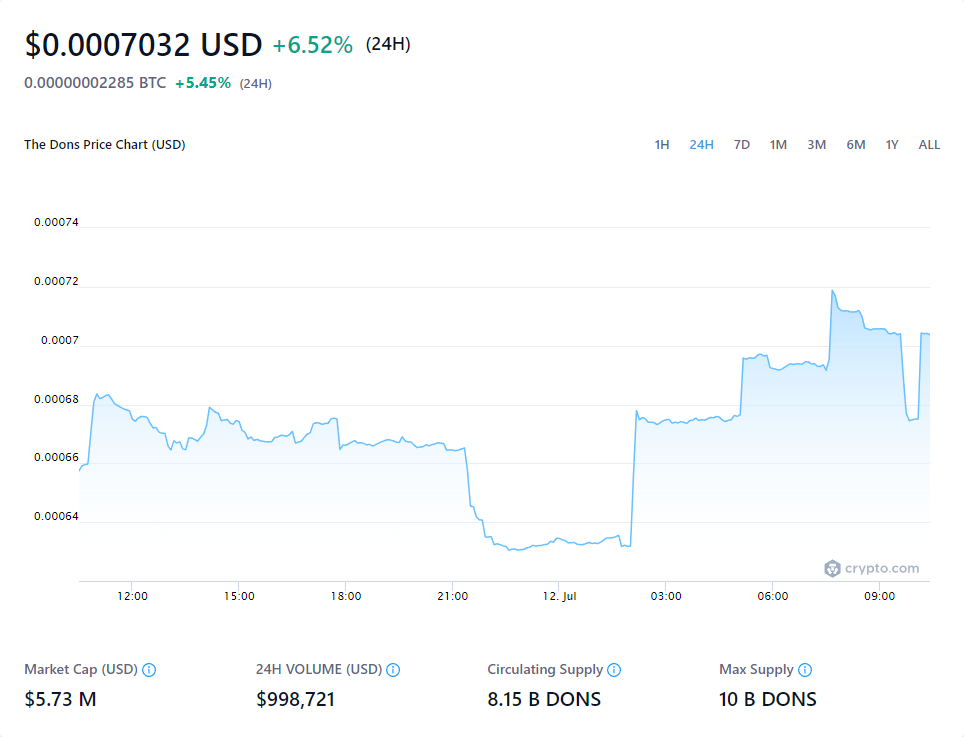 $0.0007032 USD +6.52% (24H)
0.00000002285 BTC +5.45% (24H)
The Dons Price Chart (USD) 1H 24H 7D 1M 3M 6M 1Y ALL
0.00074
0.00072
0.0007
0.00068
0.00066
0.00064
crypto.com
12:00 15:00 18:00 21:00 12. Jul 03:00 06:00 09:00
Market Cap (USD) 24H VOLUME (USD) Circulating Supply Max Supply
$5.73 M $998,721 8.15 B DONS 10 B DONS